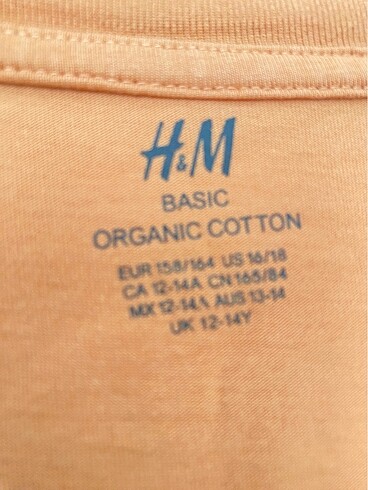 H&M
BASIC
ORGANIC COTTON
EUR 158/164 US 16/18
CA 12-14A CN 165/84
MX 12-14A AUS 13-14
UK 12-14Y